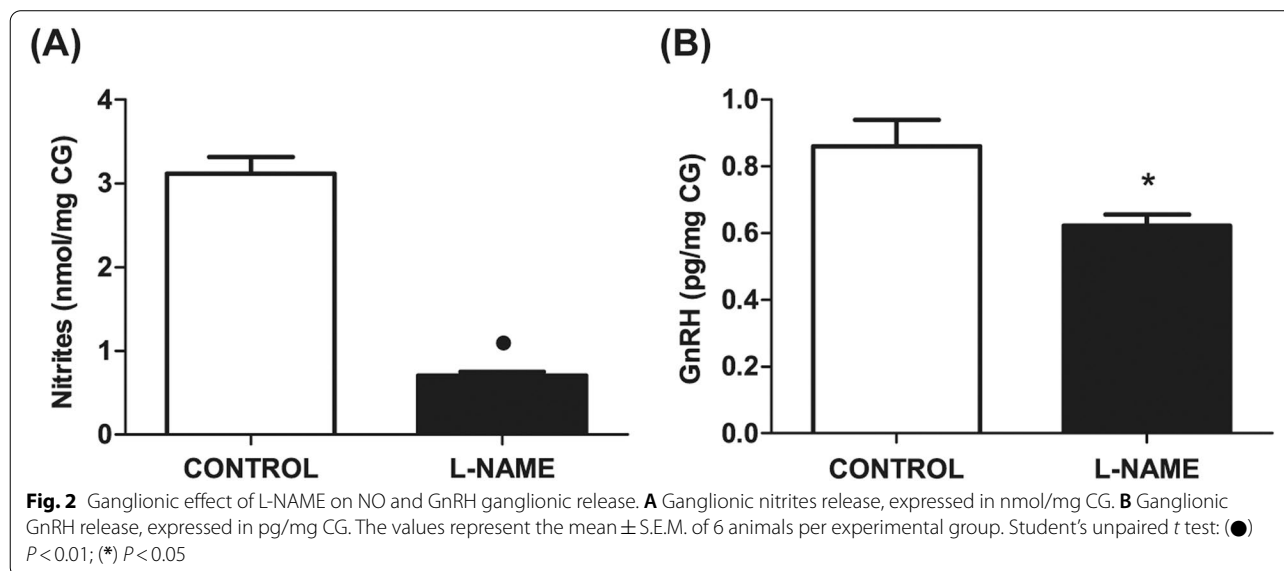 (A)
Nitrites (nmol/mg CG)
4
3
2
1
0
CONTROL L-NAME
●
(B)
GnRH (pg/mg CG)
1.0
0.8
0.6
0.4
0.2
0.0
CONTROL L-NAME
*
Fig. 2 Ganglionic effect of L-NAME on NO and GnRH ganglionic release. A Ganglionic nitrites release, expressed in nmol/mg CG. B Ganglionic
GnRH release, expressed in pg/mg CG. The values represent the mean ± S.E.M. of 6 animals per experimental group. Student's unpaired t test: (●)
P < 0.01; (*) P < 0.05